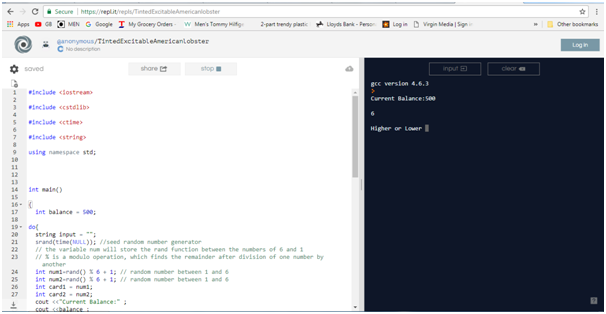 Secure | https://repl.it/repls/TintedExcitableAmericanlobster
Apps GB MEN Google My Grocery Orders - W Men's Tommy Hilfig 2-part trendy plastic Lloyds Bank - Person Log in Virgin Media | Sign Other bookmarks
@anonymous/TintedExcitableAmericanlobster
No description
Log in
saved share stop input clear
1 #include <iostream>
2
3 #include <cstdlib>
4
5 #include <ctime>
6
7 #include <string>
8
9 using namespace std;
10
11
12
13
14 int main()
15
16 {
17 int balance = 500;
18
19 do{
20 string input = "";
21 srand(time(NULL)); //seed random number generator
22 // the variable num will store the rand function between the numbers of 6 and 1
23 // % is a modulo operation, which finds the remainder after division of one number by
another
24 int num1=rand() % 6 + 1; // random number between 1 and 6
25 int num2=rand() % 6 + 1; // random number between 1 and 6
26 int card1 = num1;
27 int card2 = num2;
cout <<"Current Balance:" ;
cout <<balance ;
gcc version 4.6.3
>
Current Balance:500
6
Higher or Lower
?